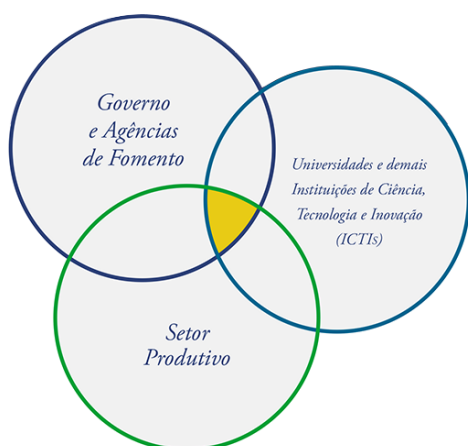 Governo
e Agências
de Fomento
Universidades e demais
Instituições de Ciência,
Tecnologia e Inovação
(ICTIs)
Setor
Produtivo